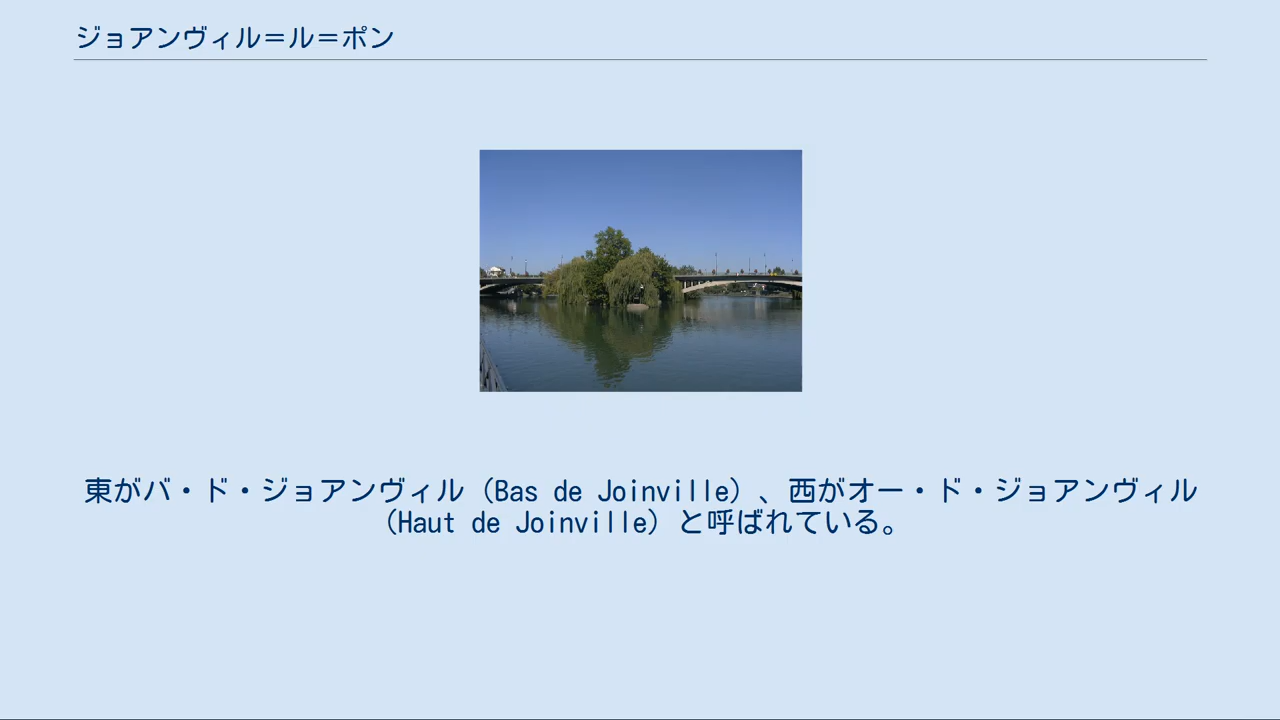 ジョアンヴィル＝ル＝ポン
東がバ・ド・ジョアンヴィル（Bas de Joinville）、西がオー・ド・ジョアンヴィル
（Haut de Joinville）と呼ばれている。